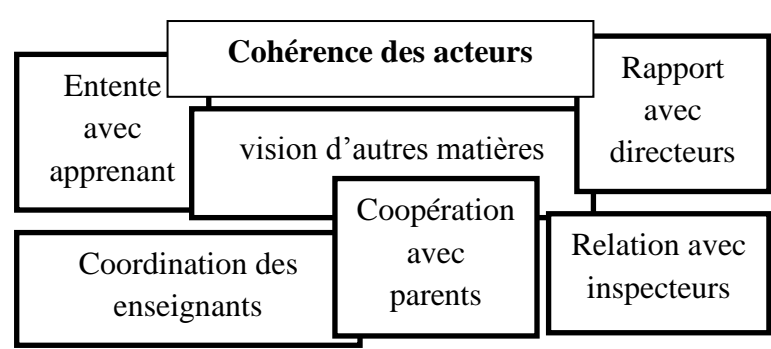 Cohérence des acteurs
Entente
avec
apprenant
vision d’autres matières
Rapport
avec
directeurs
Coordination des
enseignants
Coopération
avec
parents
Relation avec
inspecteurs